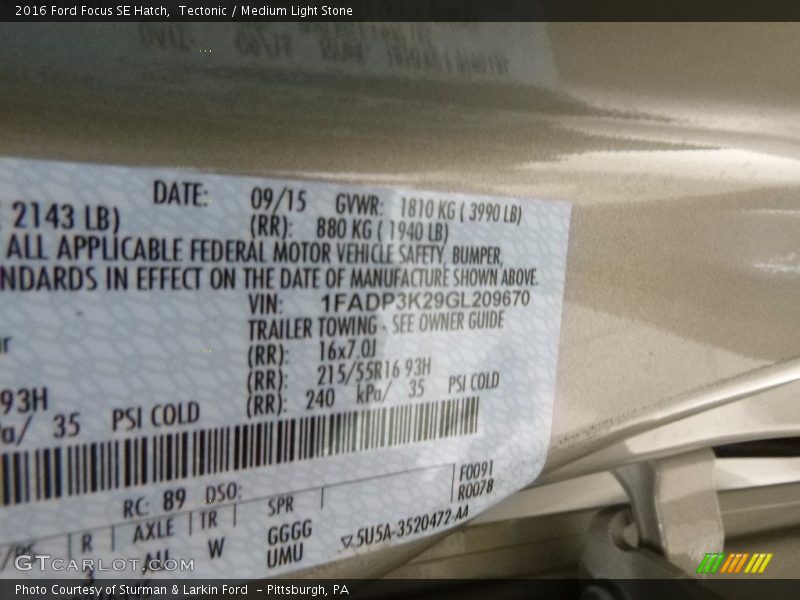 2016 Ford Focus SE Hatch,  Tectonic / Medium Light Stone
DATE: 09/15 GVWR: 1810 KG ( 3990 LB)
2143 LB) (RR): 880 KG ( 1940 LB)
ALL APPLICABLE FEDERAL MOTOR VEHICLE SAFETY, BUMPER,
NDARDS IN EFFECT ON THE DATE OF MANUFACTURE SHOWN ABOVE.
VIN: 1FADP3K29GL209670
TRAILER TOWING - SEE OWNER GUIDE
(RR): 16x7.0J
93H (RR): 215/55R16 93H
a/ 35 PSI COLD (RR): 240 kPa/ 35 PSI COLD
RC: 89 DSO: F0091
R AXLE TR SPR R0078
W GGGG
UMU ▽5U5A-3520472-AA
GTCARLOT.COM
Photo Courtesy of Sturman & Larkin Ford  - Pittsburgh, PA